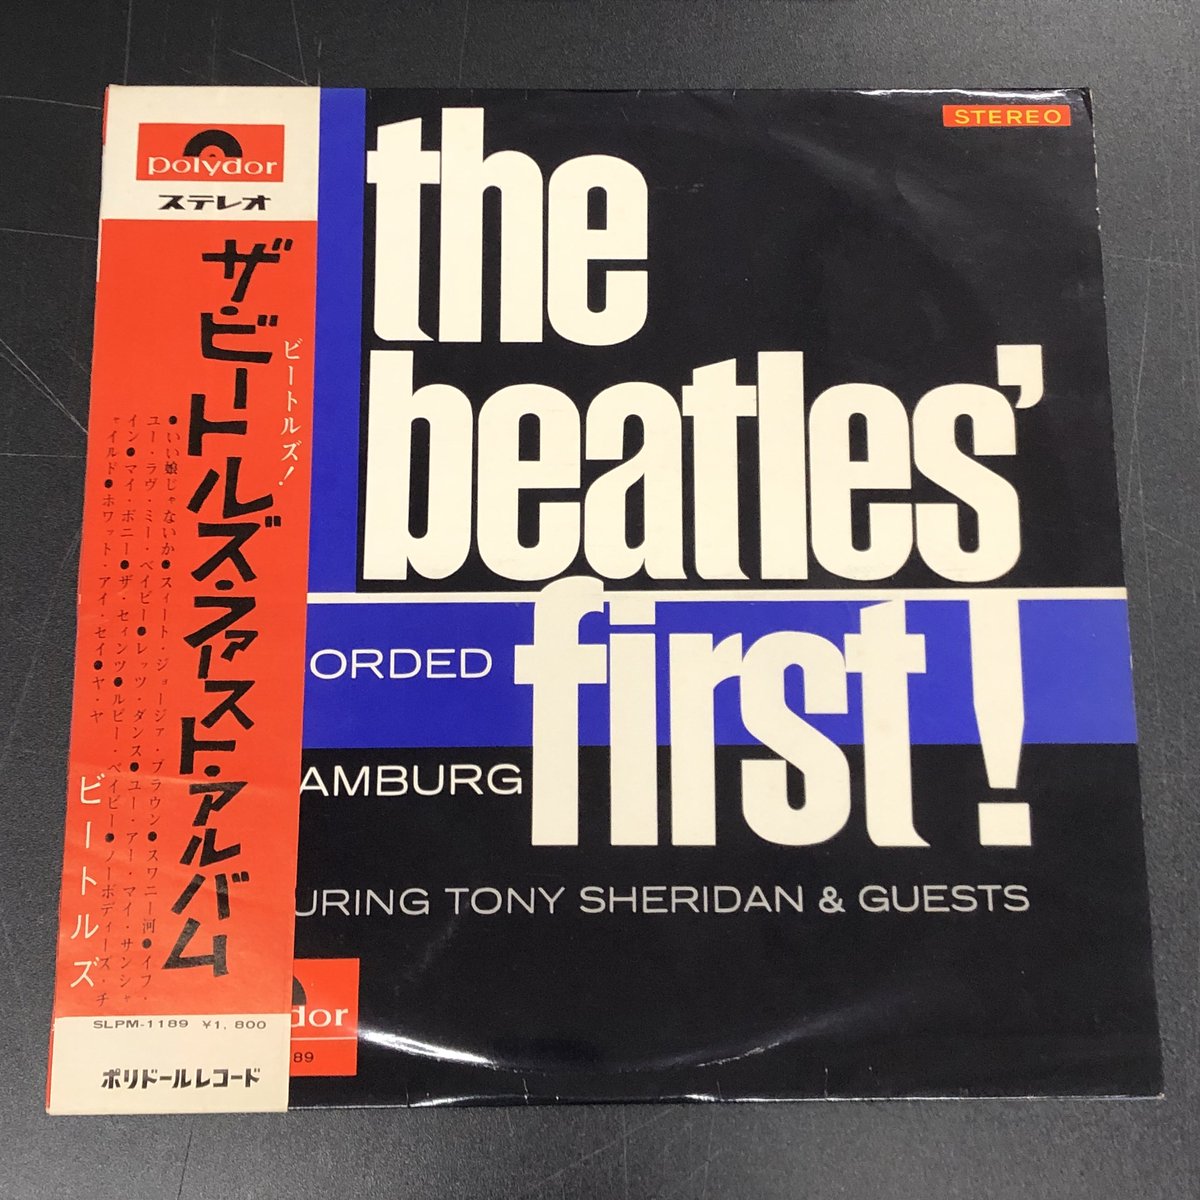 polydor
ステレオ
ザ・ビートルズ・ファースト・アルバム
ビートルズ!
●いい娘じゃないか●スィート・ジョージァ・ブラウン●スワニー河●イフ・
ユー・ラヴ・ミー・ベイビー●レッツ・ダンス●ユー・アー・マイ・サンシャ
イン●マイ・ボニー●ザ・セィンツ●ルビー・ベイビー●ノーボディーズ・チ
ャイルド●ホワット・アイ・セイ●ヤ・ヤ
ビートルズ
SLPM-1189 ¥1,800
ポリドールレコード
STEREO
the
beatles'
first!
ORDED
AMBURG
URING TONY SHERIDAN & GUESTS
dor
89